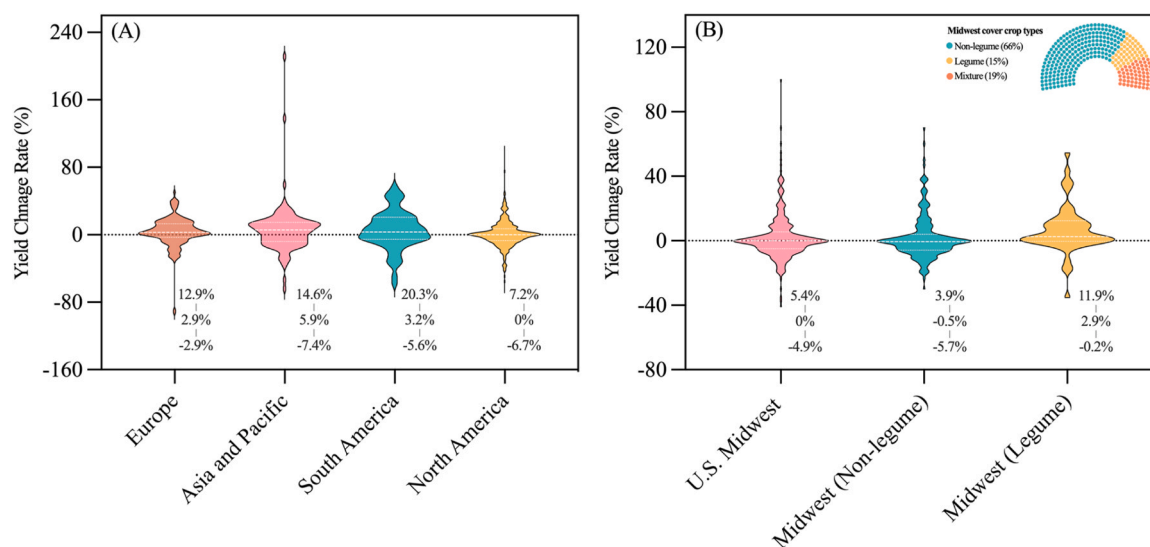 (A)
Yield Chnage Rate (%)
240
160
80
0
-80
-160
12.9%
2.9%
-2.9%
14.6%
5.9%
-7.4%
20.3%
3.2%
-5.6%
7.2%
0%
-6.7%
Europe
Asia and Pacific
South America
North America
(B)
Yield Chnage Rate (%)
120
80
40
0
-40
-80
Midwest cover crop types
Non-legume (66%)
Legume (15%)
Mixture (19%)
5.4%
0%
-4.9%
3.9%
-0.5%
-5.7%
11.9%
2.9%
-0.2%
U.S. Midwest
Midwest (Non-legume)
Midwest (Legume)